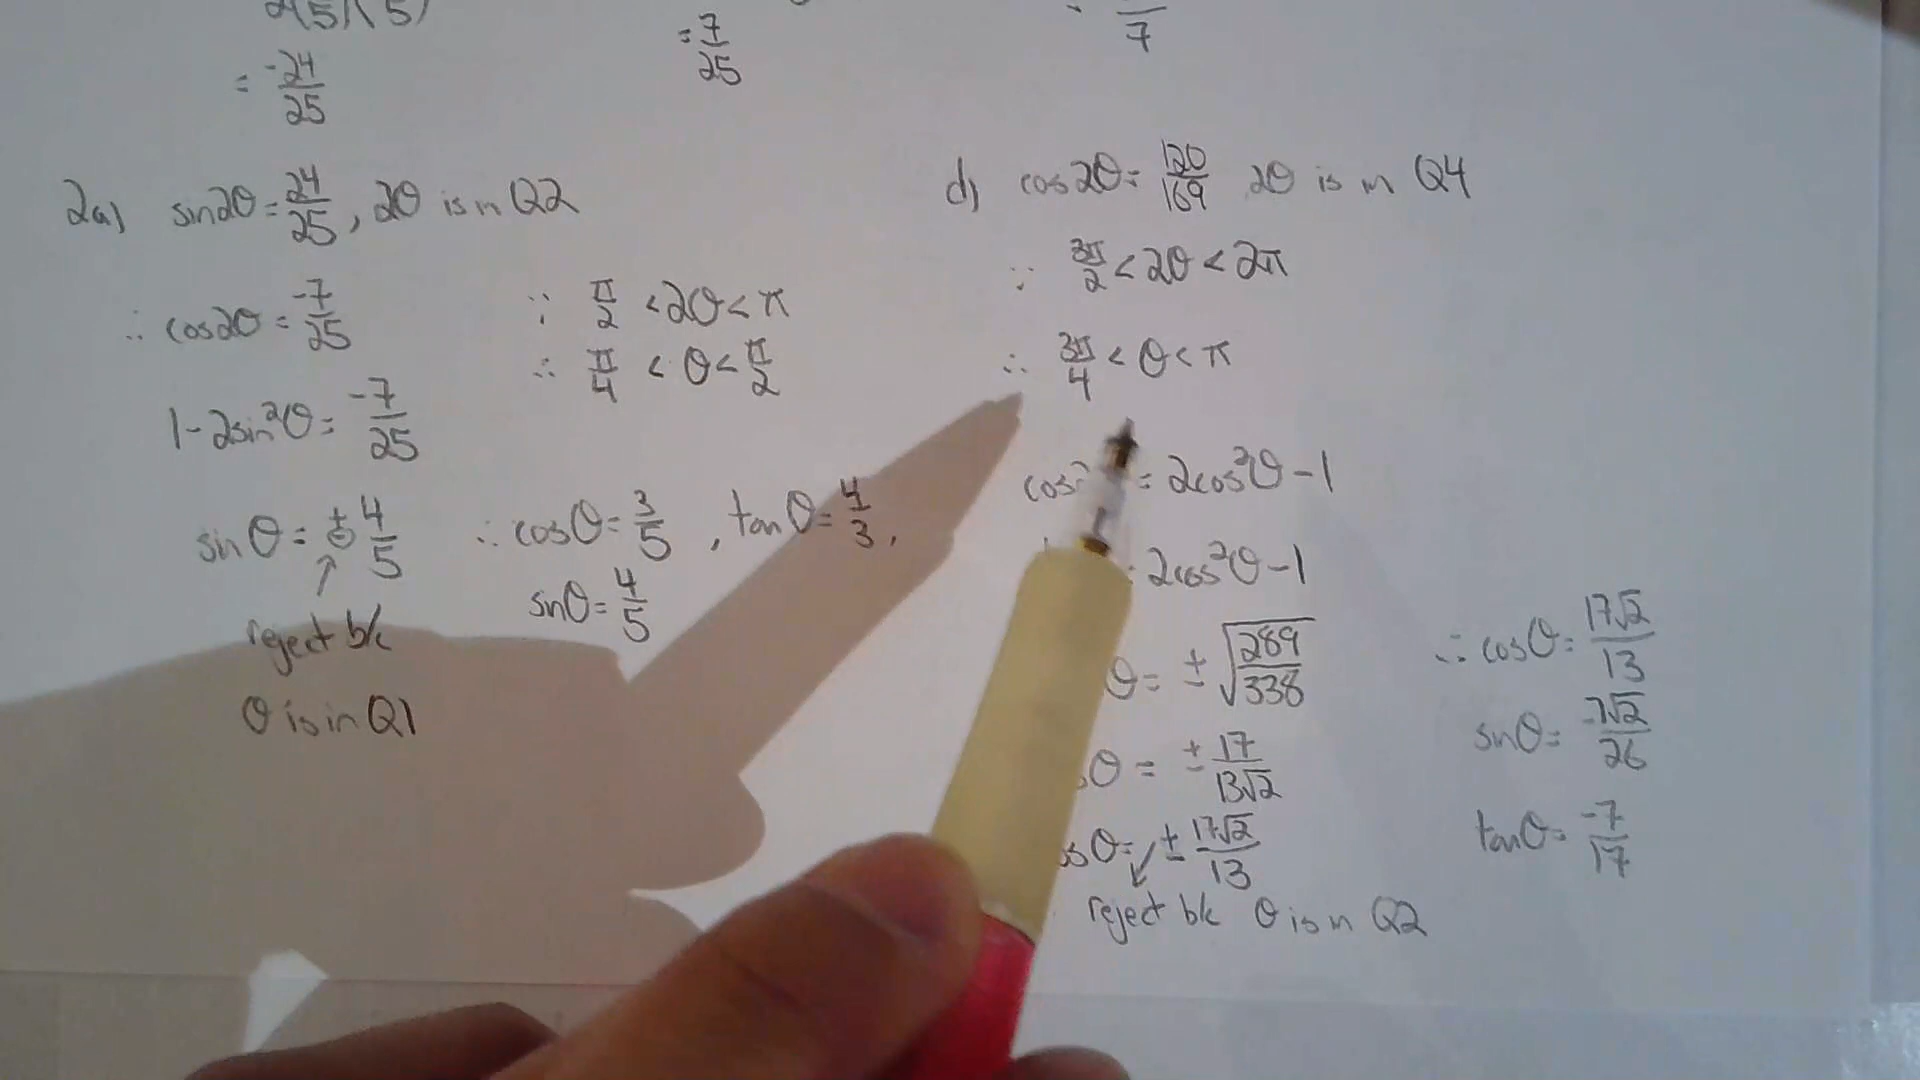 = -24/25
= 7/25
7
2a) sin2θ = 24/25, 2θ is in Q2
∴ cos2θ = -7/25
∵ π/2 < 2θ < π
∴ π/4 < θ < π/2
1 - 2sin²θ = -7/25
sinθ = ± 4/5
∴ cosθ = 3/5, tanθ = 4/3,
sinθ = 4/5
reject b/c
θ is in Q1
d) cos2θ = 120/169 2θ is in Q4
∵ 3π/2 < 2θ < 2π
∴ 3π/4 < θ < π
cos2 = 2cos²θ - 1
2cos²θ - 1
θ = ± √(289/338)
θ = ± 17/13√2
sθ = ± 17√2/13
reject b/c θ is in Q2
∴ cosθ = 17√2/13
sinθ = -7√2/26
tanθ = -7/17